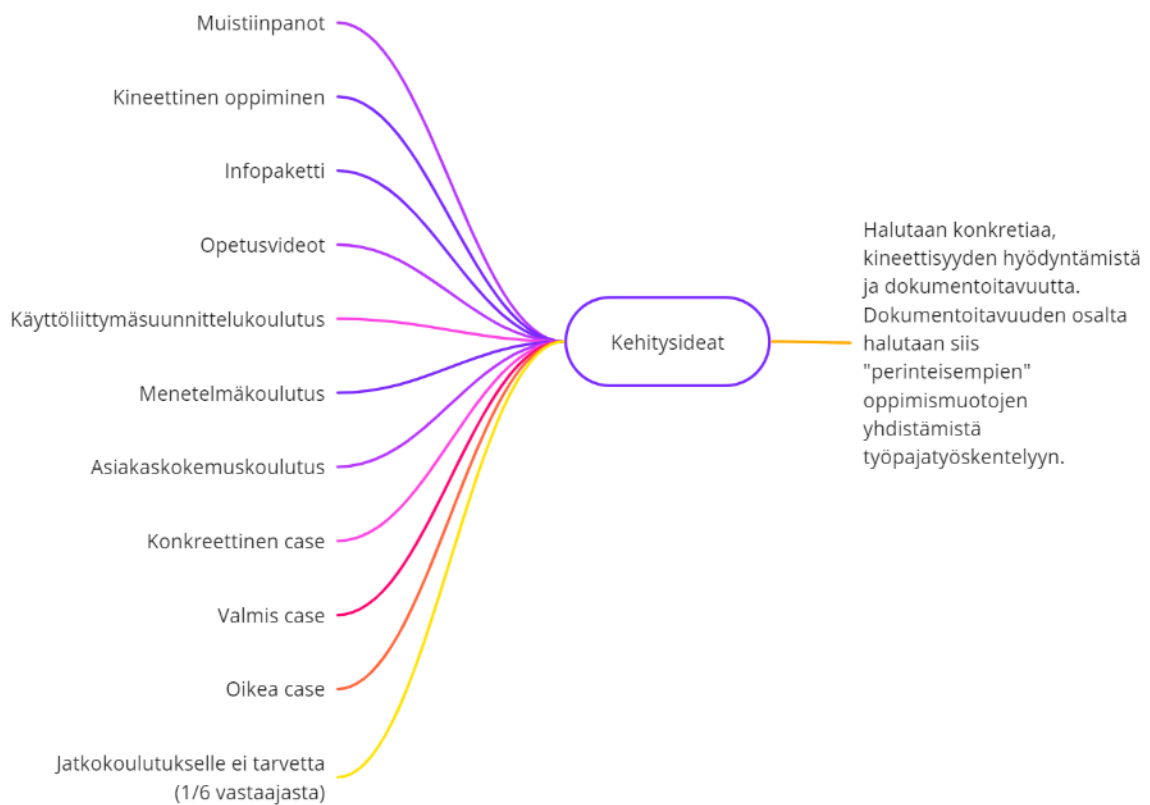 Muistiinpanot
Kineettinen oppiminen
Infopaketti
Opetusvideot
Käyttöliittymäsuunnittelukoulutus
Menetelmäkoulutus
Asiakaskokemuskoulutus
Konkreettinen case
Valmis case
Oikea case
Jatkokoulutukselle ei tarvetta
(1/6 vastaajasta)
Kehitysideat
Halutaan konkretiaa,
kineettisyyden hyödyntämistä
ja dokumentoitavuutta.
Dokumentoitavuuden osalta
halutaan siis
"perinteisempien"
oppimismuotojen
yhdistämistä
työpajatyöskentelyyn.